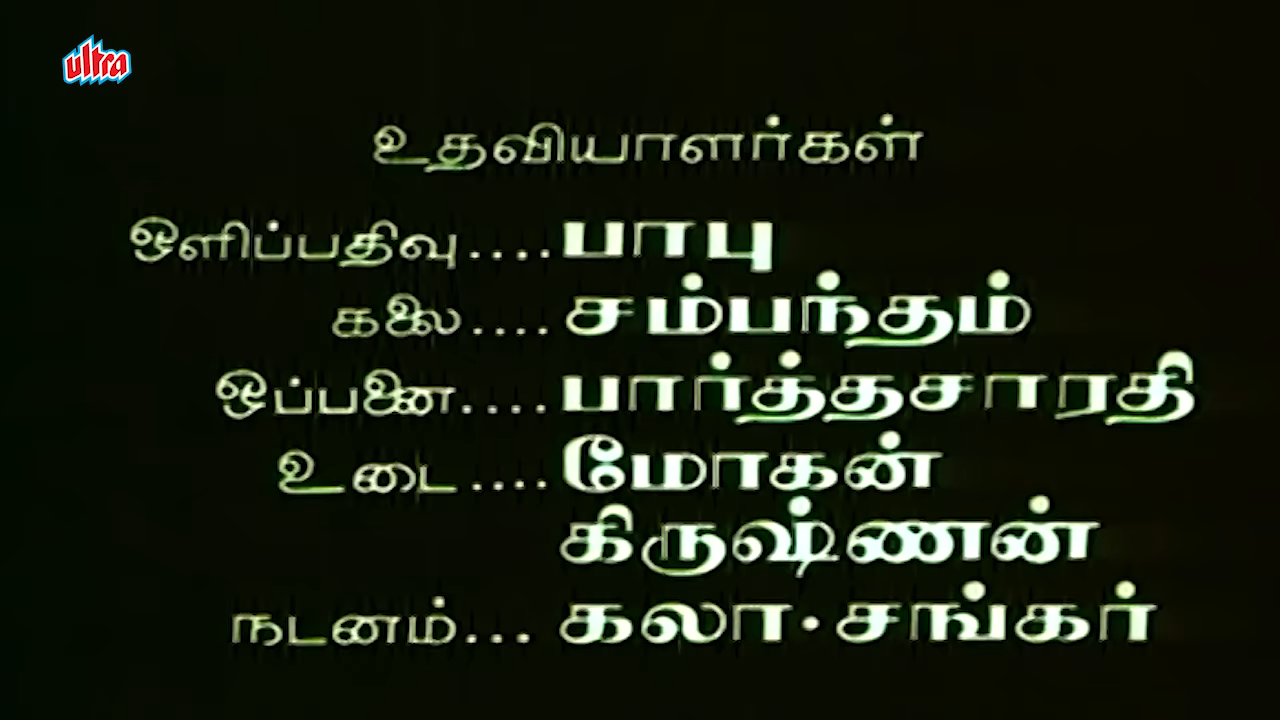 ultra
உதவியாளர்கள்
ஒளிப்பதிவு....பாபு
கலை....சம்பந்தம்
ஒப்பனை....பார்த்தசாரதி
உடை....மோகன்
கிருஷ்ணன்
நடனம்... கலா·சங்கர்